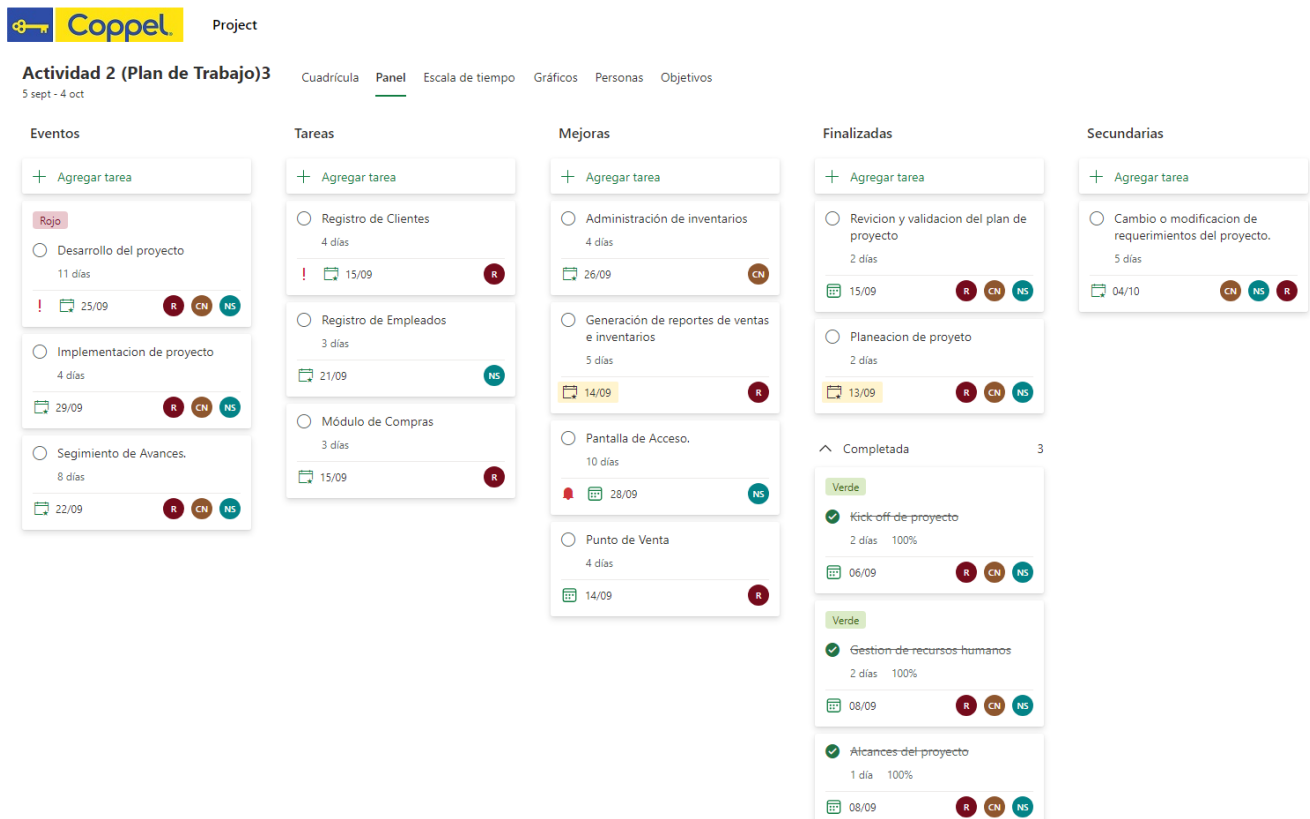 Coppel. Project
Actividad 2 (Plan de Trabajo)3
5 sept - 4 oct
Cuadrícula Panel Escala de tiempo Gráficos Personas Objetivos
Eventos
Agregar tarea
Rojo
Desarrollo del proyecto
11 días
! 25/09 R CN NS
Implementacion de proyecto
4 días
29/09 R CN NS
Segimiento de Avances.
8 días
22/09 R CN NS
Tareas
Agregar tarea
Registro de Clientes
4 días
! 15/09 R
Registro de Empleados
3 días
21/09 NS
Módulo de Compras
3 días
15/09 R
Mejoras
Agregar tarea
Administración de inventarios
4 días
26/09 CN
Generación de reportes de ventas
e inventarios
5 días
14/09 R
Pantalla de Acceso.
10 días
28/09 NS
Punto de Venta
4 días
14/09 R
Finalizadas
Agregar tarea
Revicion y validacion del plan de
proyecto
2 días
15/09 R CN NS
Planeacion de proyeto
2 días
13/09 R CN NS
Completada 3
Verde
Kick off de proyecto
2 días 100%
06/09 R CN NS
Verde
Gestion de recursos humanos
2 días 100%
08/09 R CN NS
Alcances del proyecto
1 día 100%
08/09 R CN NS
Secundarias
Agregar tarea
Cambio o modificacion de
requerimientos del proyecto.
5 días
04/10 CN NS R